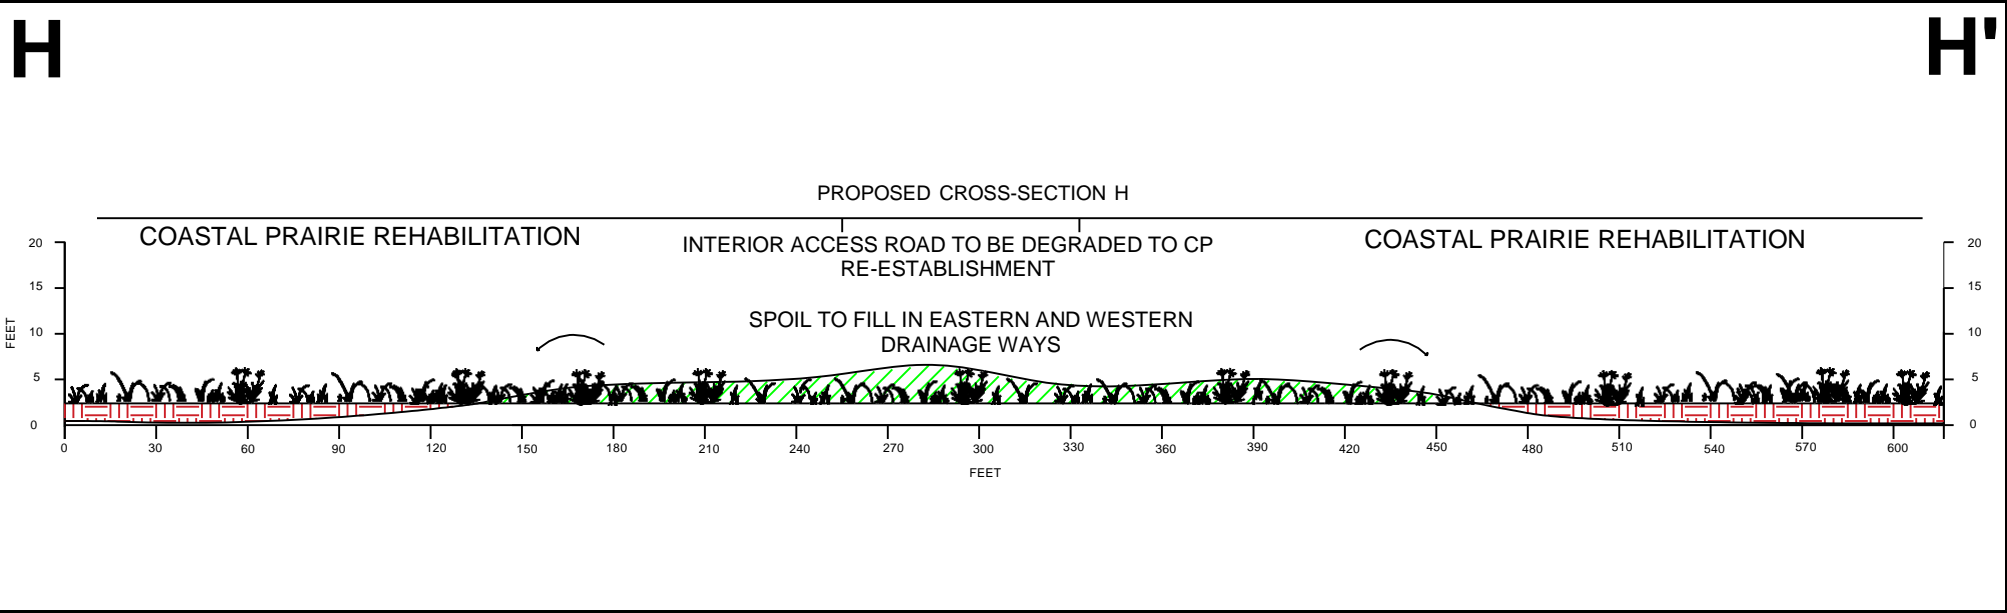 H
H'
PROPOSED CROSS-SECTION H
COASTAL PRAIRIE REHABILITATION
INTERIOR ACCESS ROAD TO BE DEGRADED TO CP
RE-ESTABLISHMENT
COASTAL PRAIRIE REHABILITATION
SPOIL TO FILL IN EASTERN AND WESTERN
DRAINAGE WAYS
20
15
10
5
0
FEET
20
15
10
5
0
0 30 60 90 120 150 180 210 240 270 300 330 360 390 420 450 480 510 540 570 600
FEET